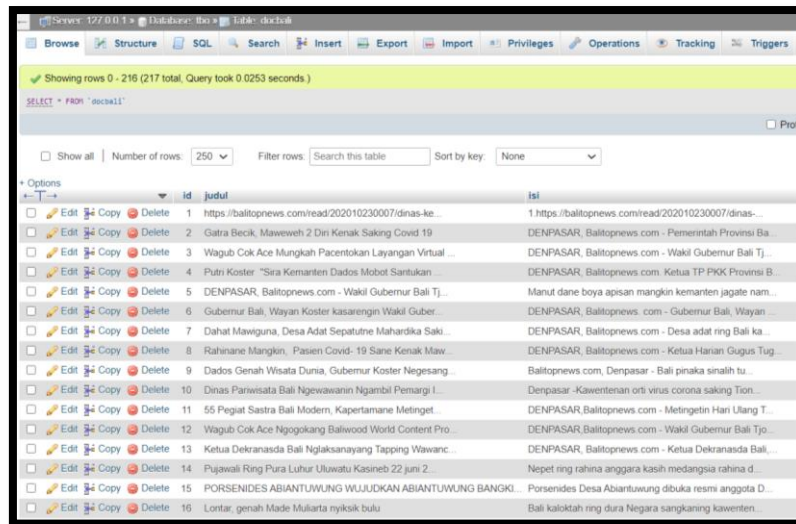 Server: 127.0.0.1 » Database: tbo » Table: docbali
Browse Structure SQL Search Insert Export Import Privileges Operations Tracking Triggers
Showing rows 0 - 216 (217 total, Query took 0.0253 seconds.)
SELECT * FROM `docbali`
Show all | Number of rows: 250 Filter rows: Search this table Sort by key: None
+ Options
←T→ id judul isi
Edit Copy Delete 1 https://balitopnews.com/read/202010230007/dinas-ke... 1.https://balitopnews.com/read/202010230007/dinas-...
Edit Copy Delete 2 Gatra Becik, Maweweh 2 Diri Kenak Saking Covid 19 DENPASAR, Balitopnews.com - Pemerintah Provinsi Ba...
Edit Copy Delete 3 Wagub Cok Ace Mungkah Pacentokan Layangan Virtual ... DENPASAR, Balitopnews.com - Wakil Gubernur Bali Tj...
Edit Copy Delete 4 Putri Koster "Sira Kemanten Dados Mobot Santukan ... DENPASAR, Balitopnews.com. Ketua TP PKK Provinsi B...
Edit Copy Delete 5 DENPASAR, Balitopnews.com - Wakil Gubernur Bali Tj... Manut dane boya apisan mangkin kemanten jagate nam...
Edit Copy Delete 6 Gubernur Bali, Wayan Koster kasarengin Wakil Guber... DENPASAR, Balitopnews. com - Gubernur Bali, Wayan ...
Edit Copy Delete 7 Dahat Mawiguna, Desa Adat Sepatutne Mahardika Saki... DENPASAR, Balitopnews.com - Desa adat ring Bali ka...
Edit Copy Delete 8 Rahinane Mangkin, Pasien Covid- 19 Sane Kenak Maw... DENPASAR, Balitopnews.com - Ketua Harian Gugus Tug...
Edit Copy Delete 9 Dados Genah Wisata Dunia, Gubernur Koster Negesang... Balitopnews.com, Denpasar - Bali pinaka sinalih tu...
Edit Copy Delete 10 Dinas Pariwisata Bali Ngewawanin Ngambil Pemargi I... Denpasar -Kawentenan orti virus corona saking Tion...
Edit Copy Delete 11 55 Pegiat Sastra Bali Modern, Kapertamane Metinget... DENPASAR,Balitopnews.com - Metingetin Hari Ulang T...
Edit Copy Delete 12 Wagub Cok Ace Ngogokang Baliwood World Content Pro... DENPASAR,Balitopnews.com - Wakil Gubernur Bali Tjo...
Edit Copy Delete 13 Ketua Dekranasda Bali Nglaksanayang Tapping Wawanc... DENPASAR, Balitopnews.com - Ketua Dekranasda Bali,...
Edit Copy Delete 14 Pujawali Ring Pura Luhur Uluwatu Kasineb 22 juni 2... Nepet ring rahina anggara kasih medangsia rahina d...
Edit Copy Delete 15 PORSENIDES ABIANTUWUNG WUJUDKAN ABIANTUWUNG BANGKI... Porsenides Desa Abiantuwung dibuka resmi anggota D...
Edit Copy Delete 16 Lontar, genah Made Muliarta nyiksik bulu Bali kaloktah ring dura Negara sangkaning kawenten...